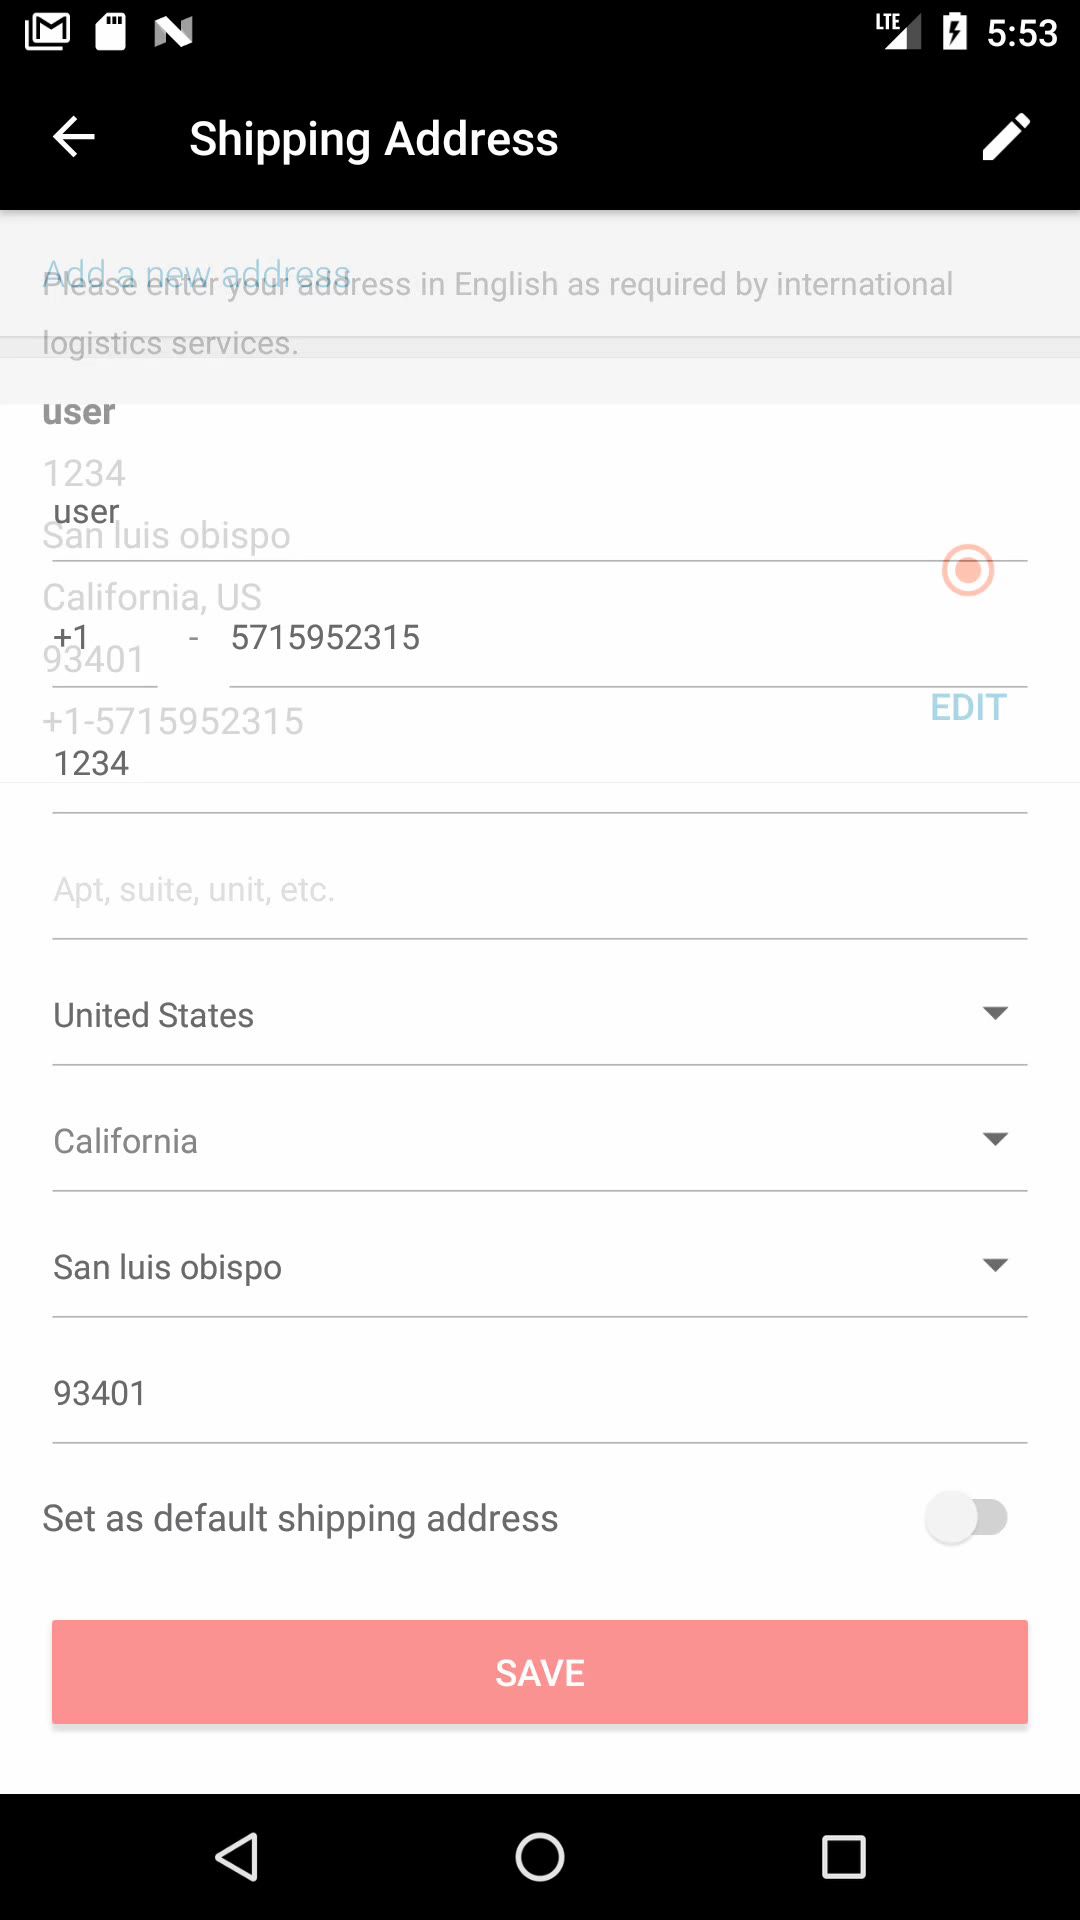 LTE 5:53
Shipping Address
Add a new address
Please enter your address in English as required by international
logistics services.
user
1234
user
San luis obispo
California, US
+1 - 5715952315
93401
EDIT
+1-5715952315
1234
Apt, suite, unit, etc.
United States
California
San luis obispo
93401
Set as default shipping address
SAVE